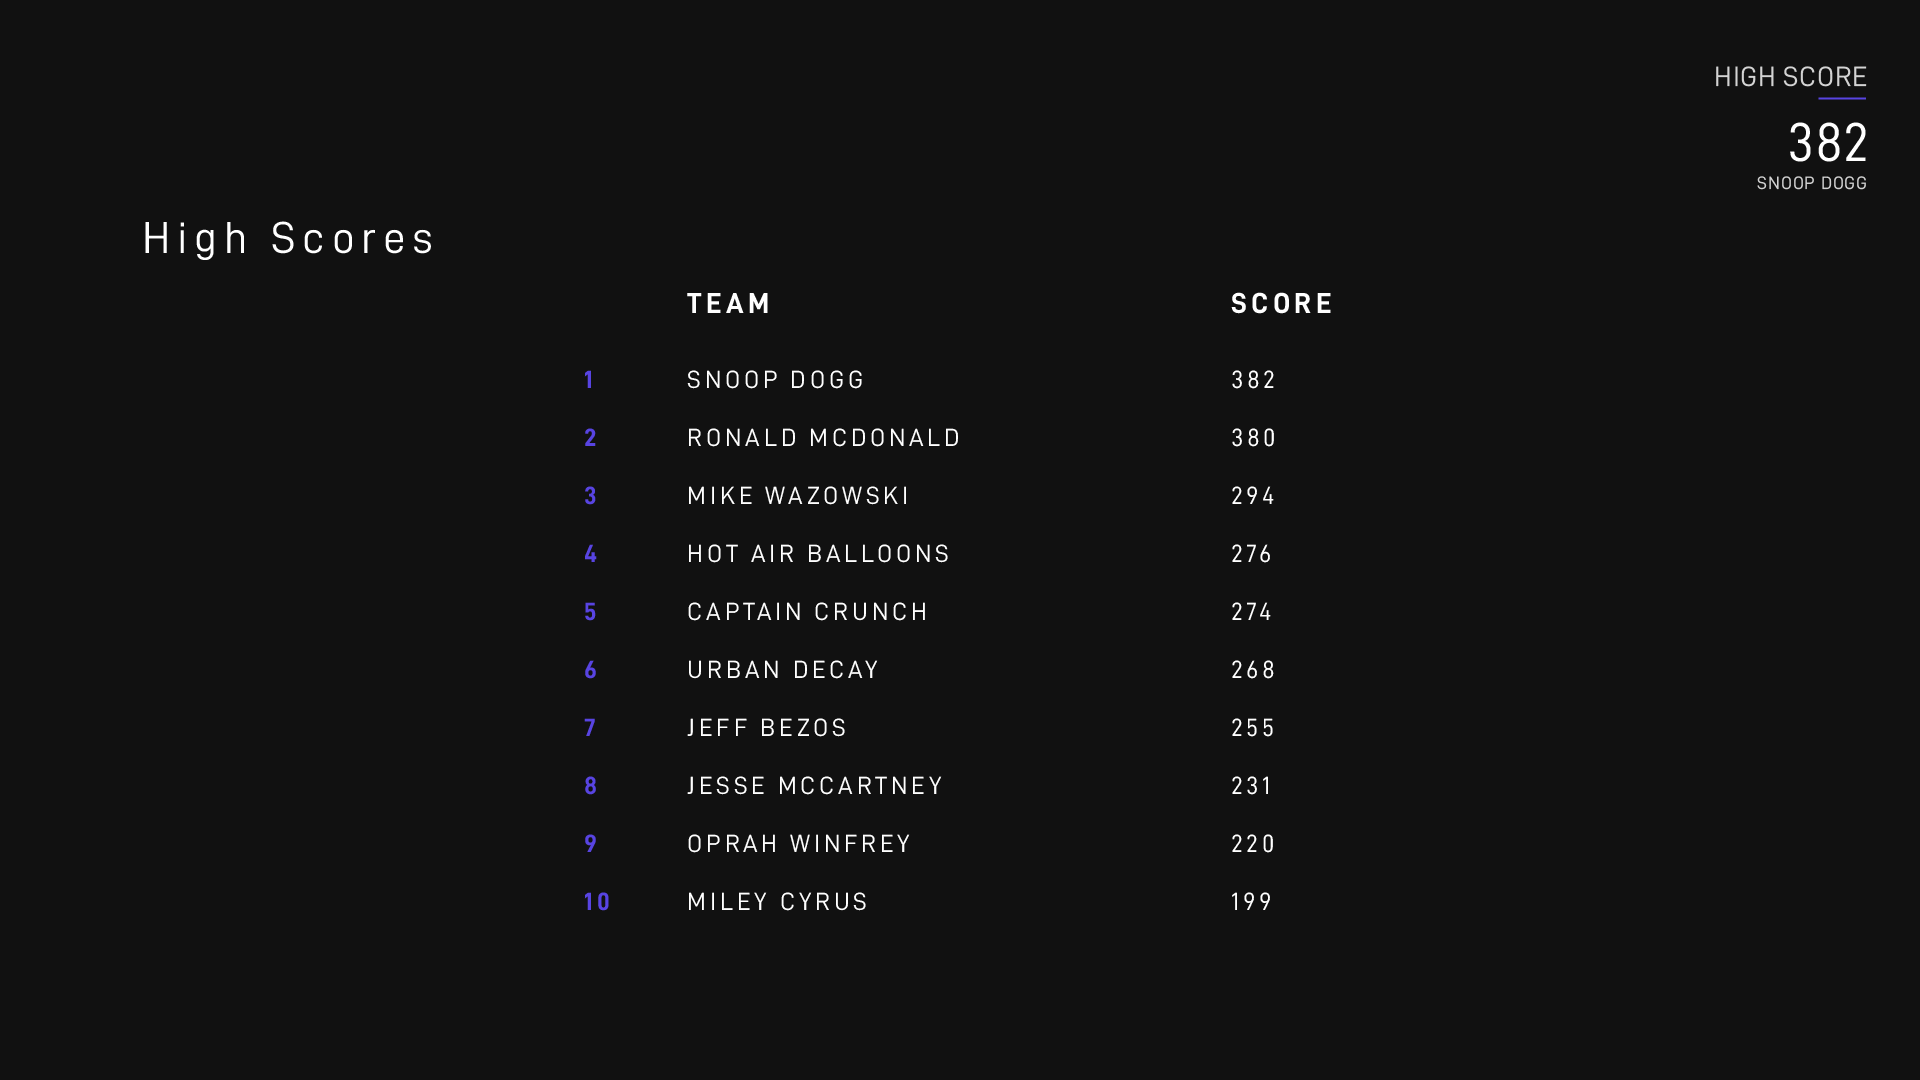 HIGH SCORE
382
SNOOP DOGG
High Scores
TEAM SCORE
1 SNOOP DOGG 382
2 RONALD MCDONALD 380
3 MIKE WAZOWSKI 294
4 HOT AIR BALLOONS 276
5 CAPTAIN CRUNCH 274
6 URBAN DECAY 268
7 JEFF BEZOS 255
8 JESSE MCCARTNEY 231
9 OPRAH WINFREY 220
10 MILEY CYRUS 199